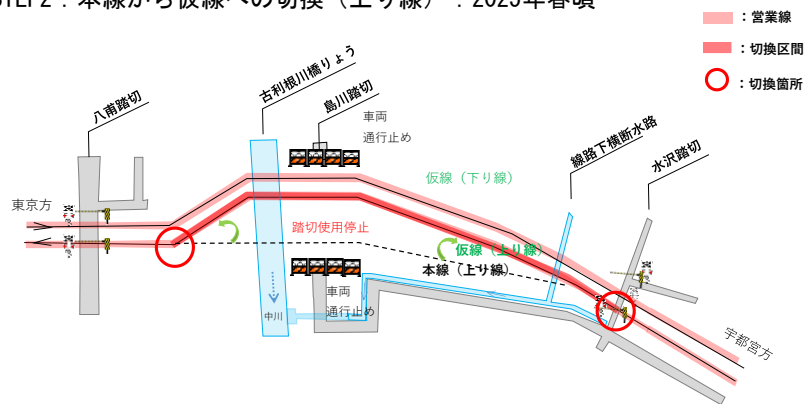 STEP2：本線から仮線への切換（上り線）：2025年春頃
：営業線
：切換区間
：切換箇所
八甫踏切
古利根川橋りょう
島川踏切
車両
通行止め
線路下横断水路
水沢踏切
東京方
仮線（下り線）
踏切使用停止
仮線（上り線）
本線（上り線）
車両
通行止め
中川
宇都宮方